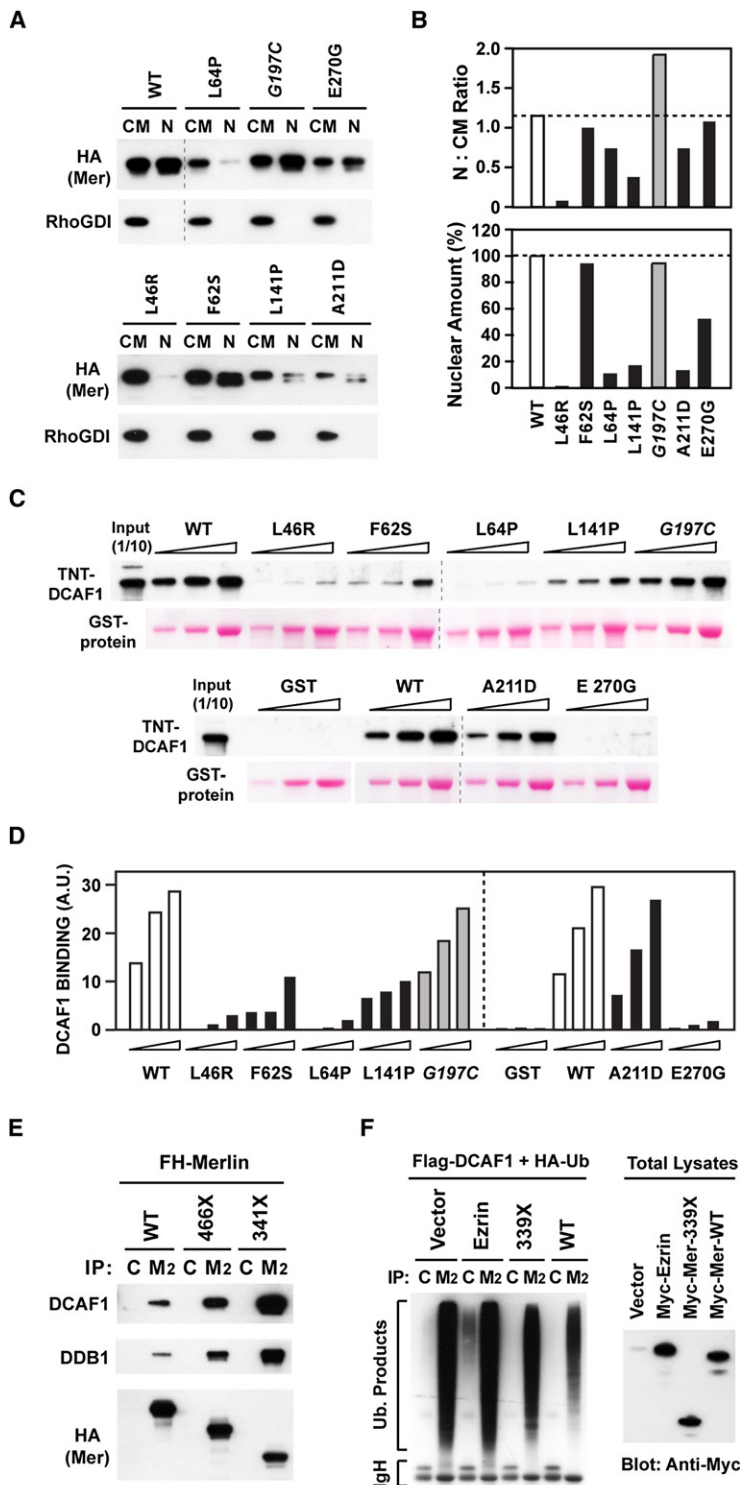 A
WT L64P G197C E270G
CM N CM N CM N CM N
HA (Mer)
RhoGDI
L46R F62S L141P A211D
CM N CM N CM N CM N
HA (Mer)
RhoGDI
B
N : CM Ratio
2.0
1.5
1.0
0.5
0
Nuclear Amount (%)
120
100
80
60
40
20
0
WT L46R F62S L64P L141P G197C A211D E270G
C
Input (1/10) WT L46R F62S L64P L141P G197C
TNT-DCAF1
GST-protein
Input (1/10) GST WT A211D E 270G
TNT-DCAF1
GST-protein
D
DCAF1 BINDING (A.U.)
30
20
10
0
WT L46R F62S L64P L141P G197C GST WT A211D E270G
E
FH-Merlin
WT 466X 341X
IP: C M2 C M2 C M2
DCAF1
DDB1
HA (Mer)
F
Flag-DCAF1 + HA-Ub
Vector Ezrin 339X WT
IP: C M2 C M2 C M2 C M2
Ub. Products
IgH
Total Lysates
Vector Myc-Ezrin Myc-Mer-339X Myc-Mer-WT
Blot: Anti-Myc